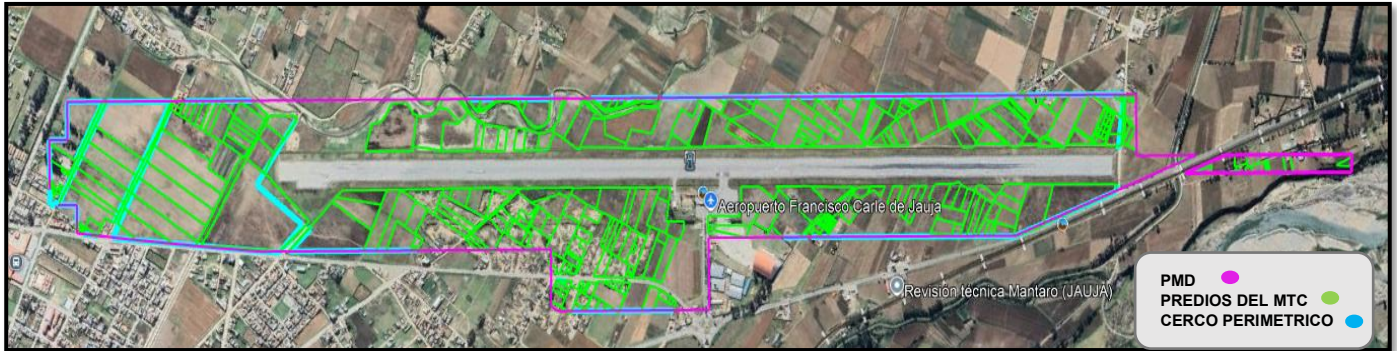 Aeropuerto Francisco Carle de Jauja
Revisión técnica Mantaro (JAUJA)
PMD
PREDIOS DEL MTC
CERCO PERIMETRICO